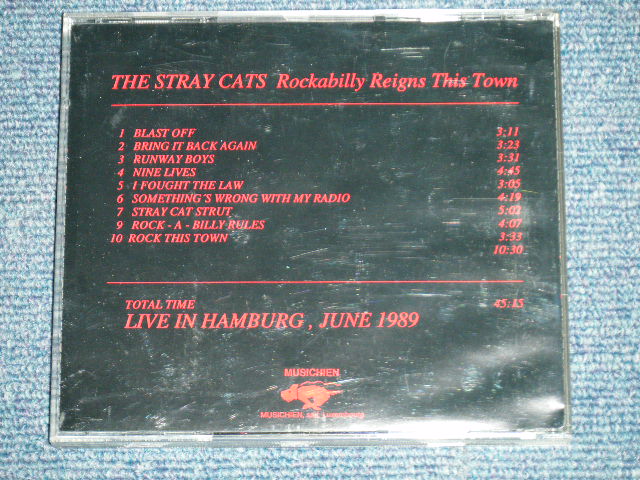 THE STRAY CATS Rockabilly Reigns This Town
1 BLAST OFF 3:11
2 BRING IT BACK AGAIN 3:23
3 RUNWAY BOYS 3:31
4 NINE LIVES 4:45
5 I FOUGHT THE LAW 3:05
6 SOMETHING'S WRONG WITH MY RADIO 4:19
7 STRAY CAT STRUT 5:02
9 ROCK - A - BILLY RULES 4:07
10 ROCK THIS TOWN 3:33
10:30
TOTAL TIME 45:15
LIVE IN HAMBURG , JUNE 1989
MUSICHIEN
MUSICHIEN, Luxembourg